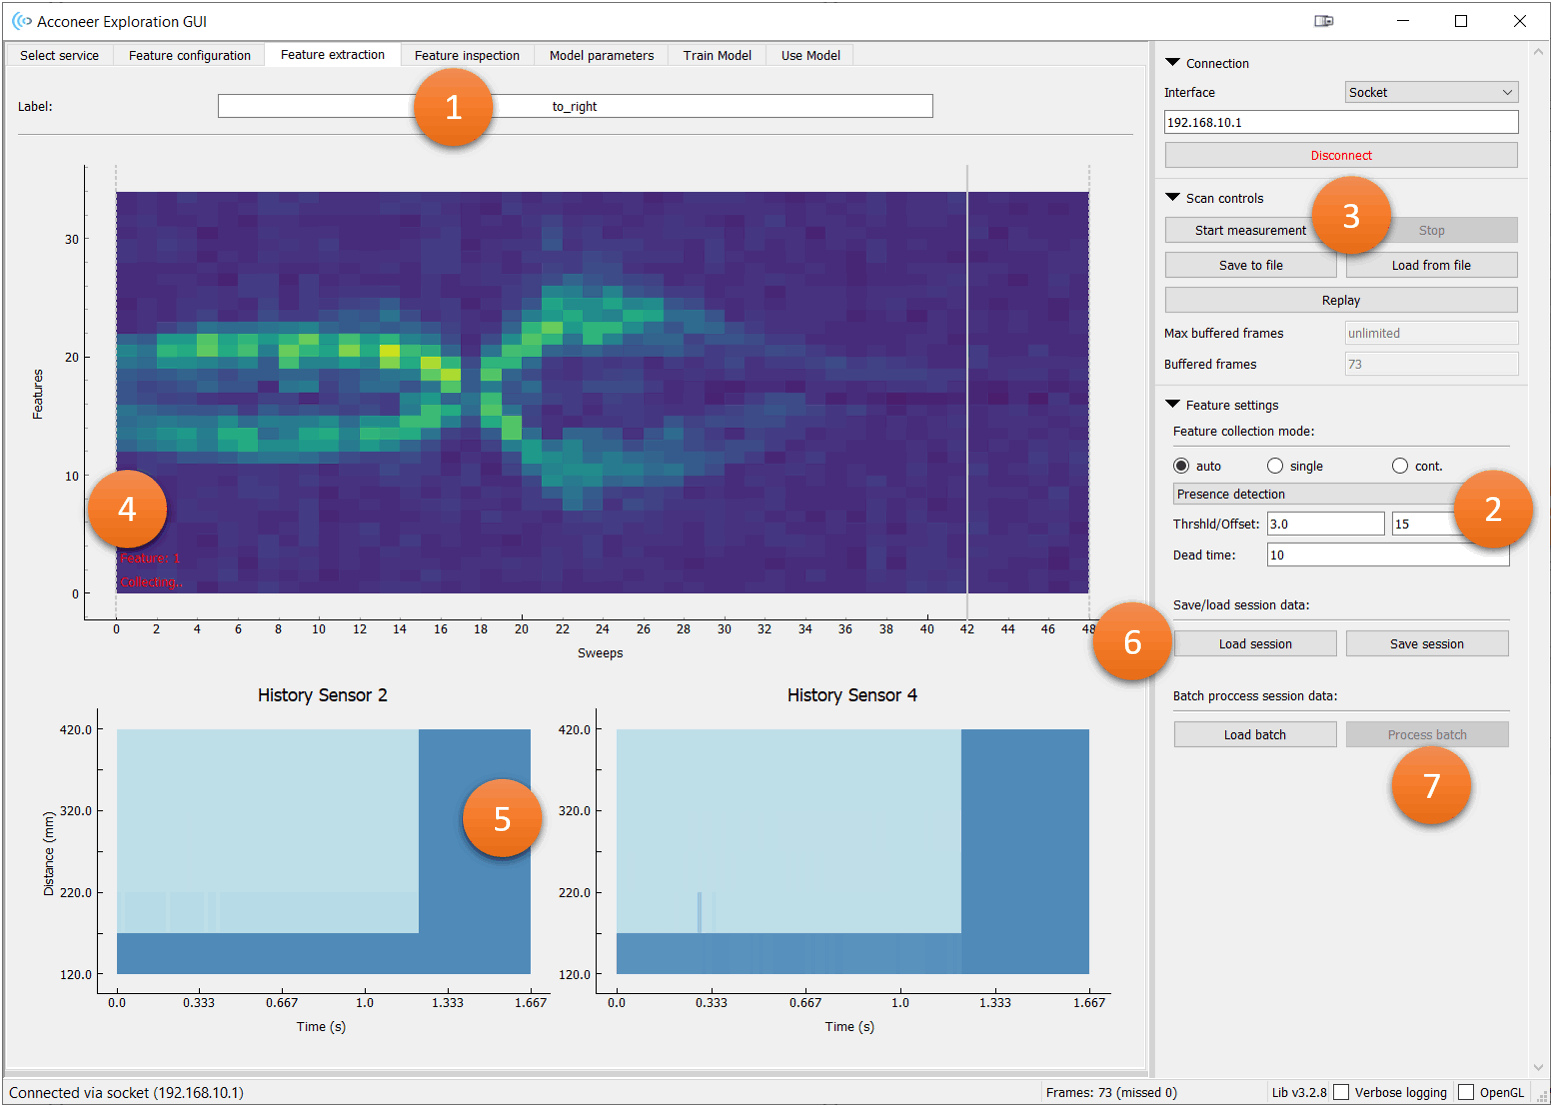 Acconeer Exploration GUI
Select service Feature configuration Feature extraction Feature inspection Model parameters Train Model Use Model
Label: to_right
1
30
20
10
0
Features
4
Feature: 1
Collecting..
0 2 4 6 8 10 12 14 16 18 20 22 24 26 28 30 32 34 36 38 40 42 44 46 48
Sweeps
History Sensor 2
420.0
320.0
220.0
120.0
Distance (mm)
5
0.0 0.333 0.667 1.0 1.333 1.667
Time (s)
History Sensor 4
420.0
320.0
220.0
120.0
0.0 0.333 0.667 1.0 1.333 1.667
Time (s)
Connection
Interface Socket
192.168.10.1
Disconnect
Scan controls
3
Start measurement Stop
Save to file Load from file
Replay
Max buffered frames unlimited
Buffered frames 73
Feature settings
Feature collection mode:
auto single cont.
Presence detection
2
Thrshld/Offset: 3.0 15
Dead time: 10
Save/load session data:
6
Load session Save session
Batch proccess session data:
Load batch Process batch
7
Connected via socket (192.168.10.1) Frames: 73 (missed 0) Lib v3.2.8 Verbose logging OpenGL